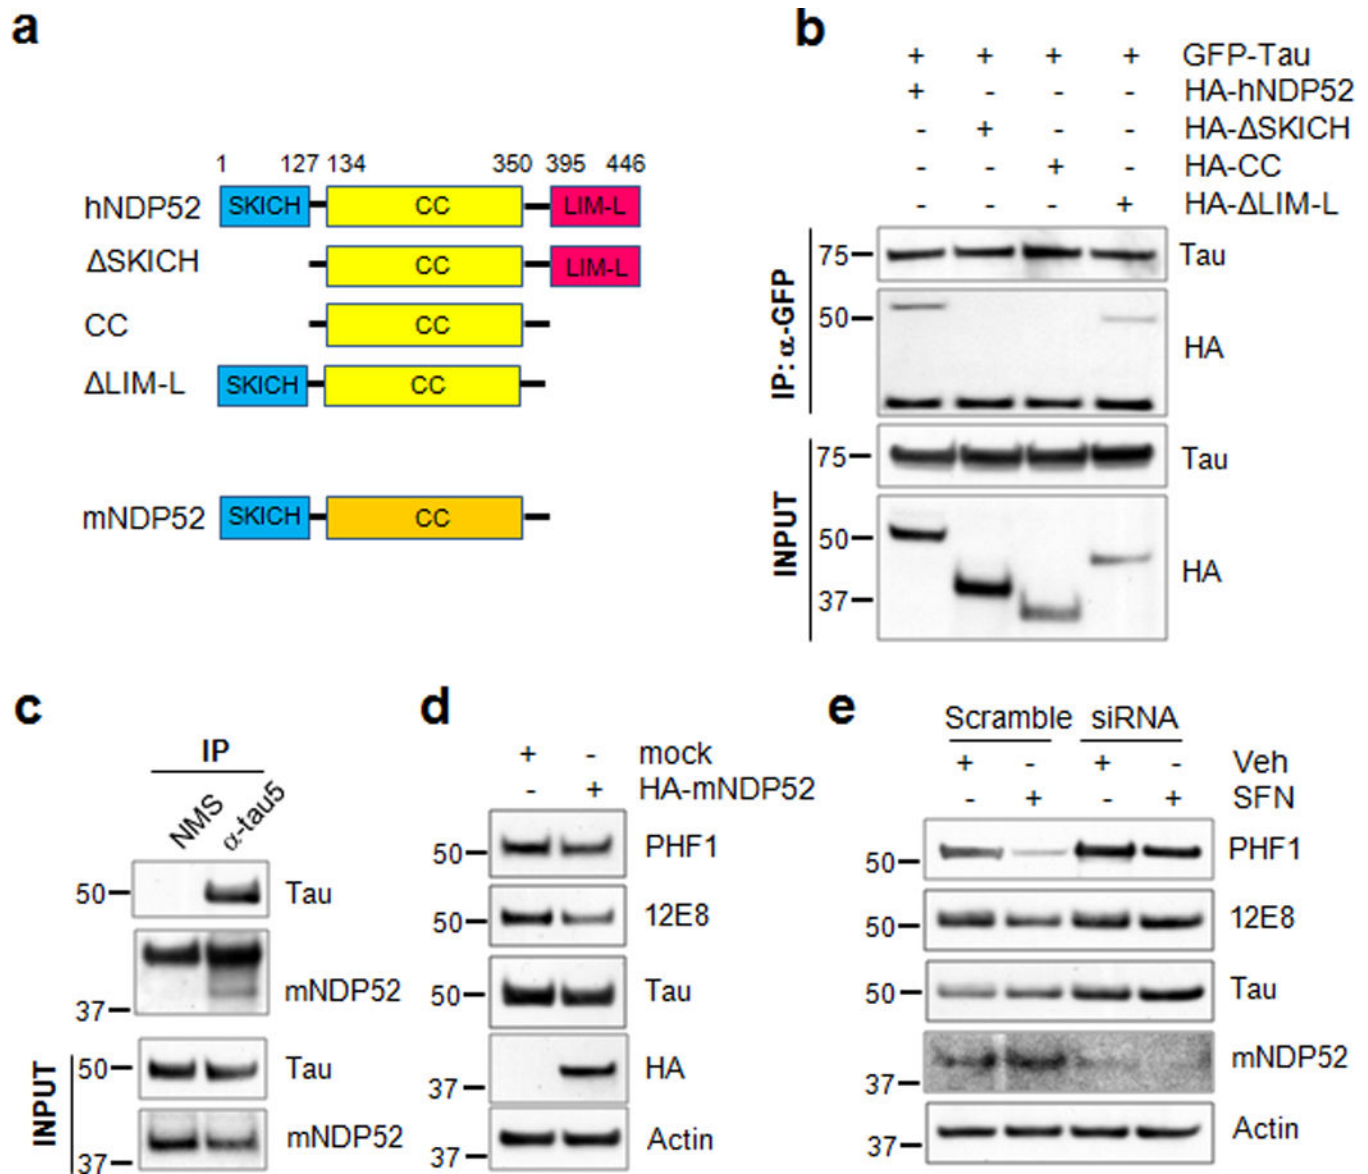 a
1 127 134 350 395 446
hNDP52 SKICH CC LIM-L
ΔSKICH CC LIM-L
CC CC
ΔLIM-L SKICH CC
mNDP52 SKICH CC
b
+ + + + GFP-Tau
+ - - - HA-hNDP52
- + - - HA-ΔSKICH
- - + - HA-CC
- - - + HA-ΔLIM-L
IP: α-GFP
75 Tau
50 HA
INPUT
75 Tau
50
37
HA
c
IP
NMS α-tau5
50 Tau
mNDP52
37
INPUT
50 Tau
mNDP52
37
d
+ - mock
- + HA-mNDP52
50 PHF1
50 12E8
50 Tau
HA
37
Actin
37
e
Scramble siRNA
+ - + - Veh
- + - + SFN
50 PHF1
50 12E8
50 Tau
mNDP52
37
Actin
37